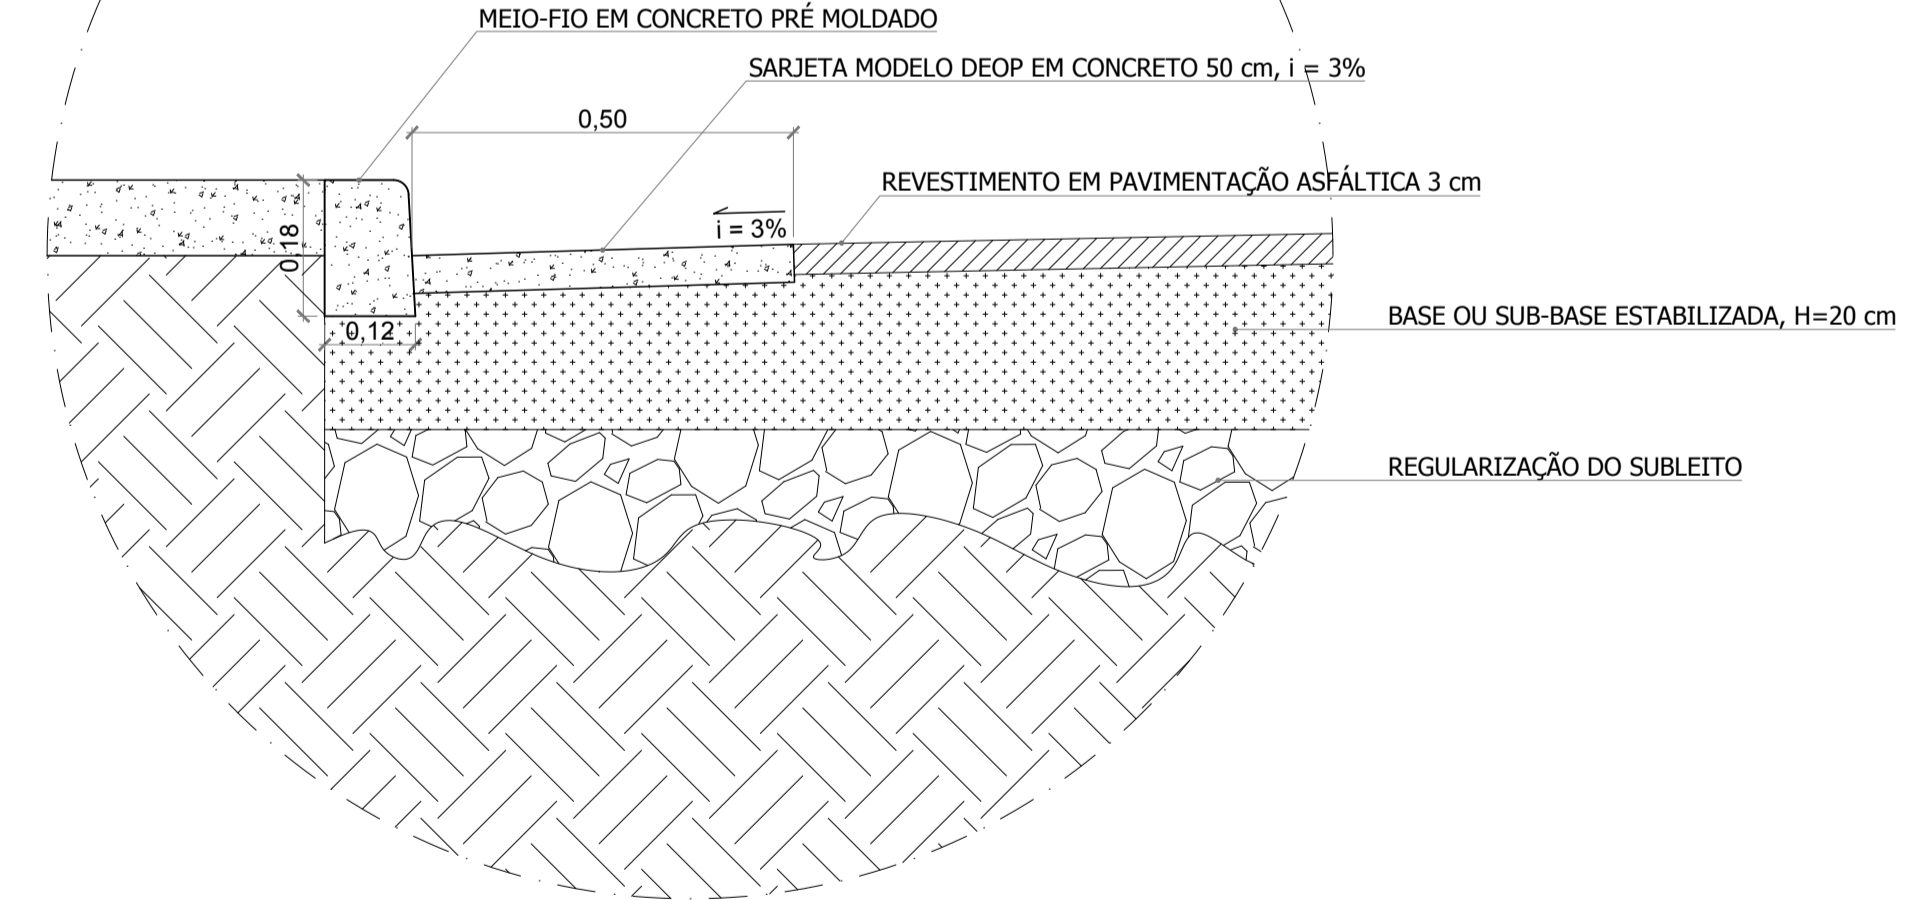 MEIO-FIO EM CONCRETO PRÉ MOLDADO
SARJETA MODELO DEOP EM CONCRETO 50 cm, i = 3%
0,50
REVESTIMENTO EM PAVIMENTAÇÃO ASFÁLTICA 3 cm
i = 3%
0,18
BASE OU SUB-BASE ESTABILIZADA, H=20 cm
0,12
REGULARIZAÇÃO DO SUBLEITO